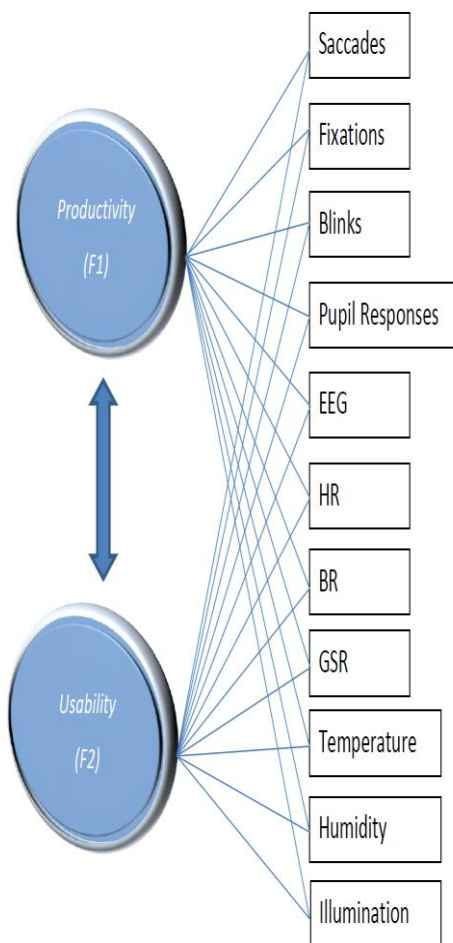 Productivity
(F1)
Usability
(F2)
Saccades
Fixations
Blinks
Pupil Responses
EEG
HR
BR
GSR
Temperature
Humidity
Illumination